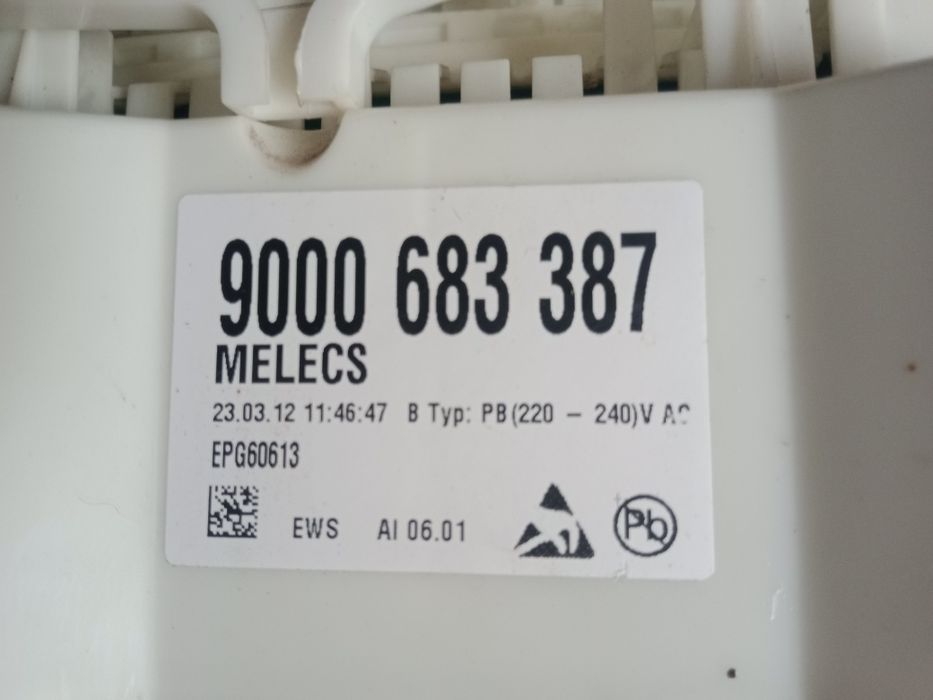 9000 683 387
MELECS
23.03.12 11:46:47 B Typ: PB(220 – 240)V AC
EPG60613
EWS AI 06.01
Pb